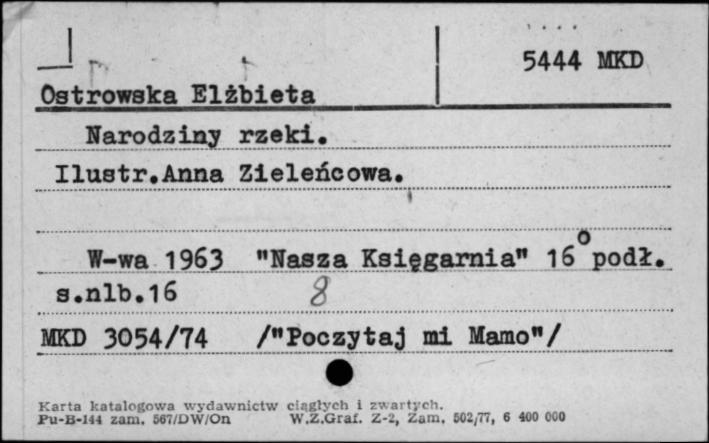 5444 MKD
Ostrowska Elżbieta
Narodziny rzeki.
Ilustr.Anna Zieleńcowa.
W-wa 1963 "Nasza Księgarnia" 16° podł.
s.nlb.16 8
MKD 3054/74 /"Poczytaj mi Mamo"/
Karta katalogowa wydawnictw ciągłych i zwartych.
Pu-B-144 zam. 567/DW/On W.Z.Graf. Z-2, Zam. 502/77, 6 400 000